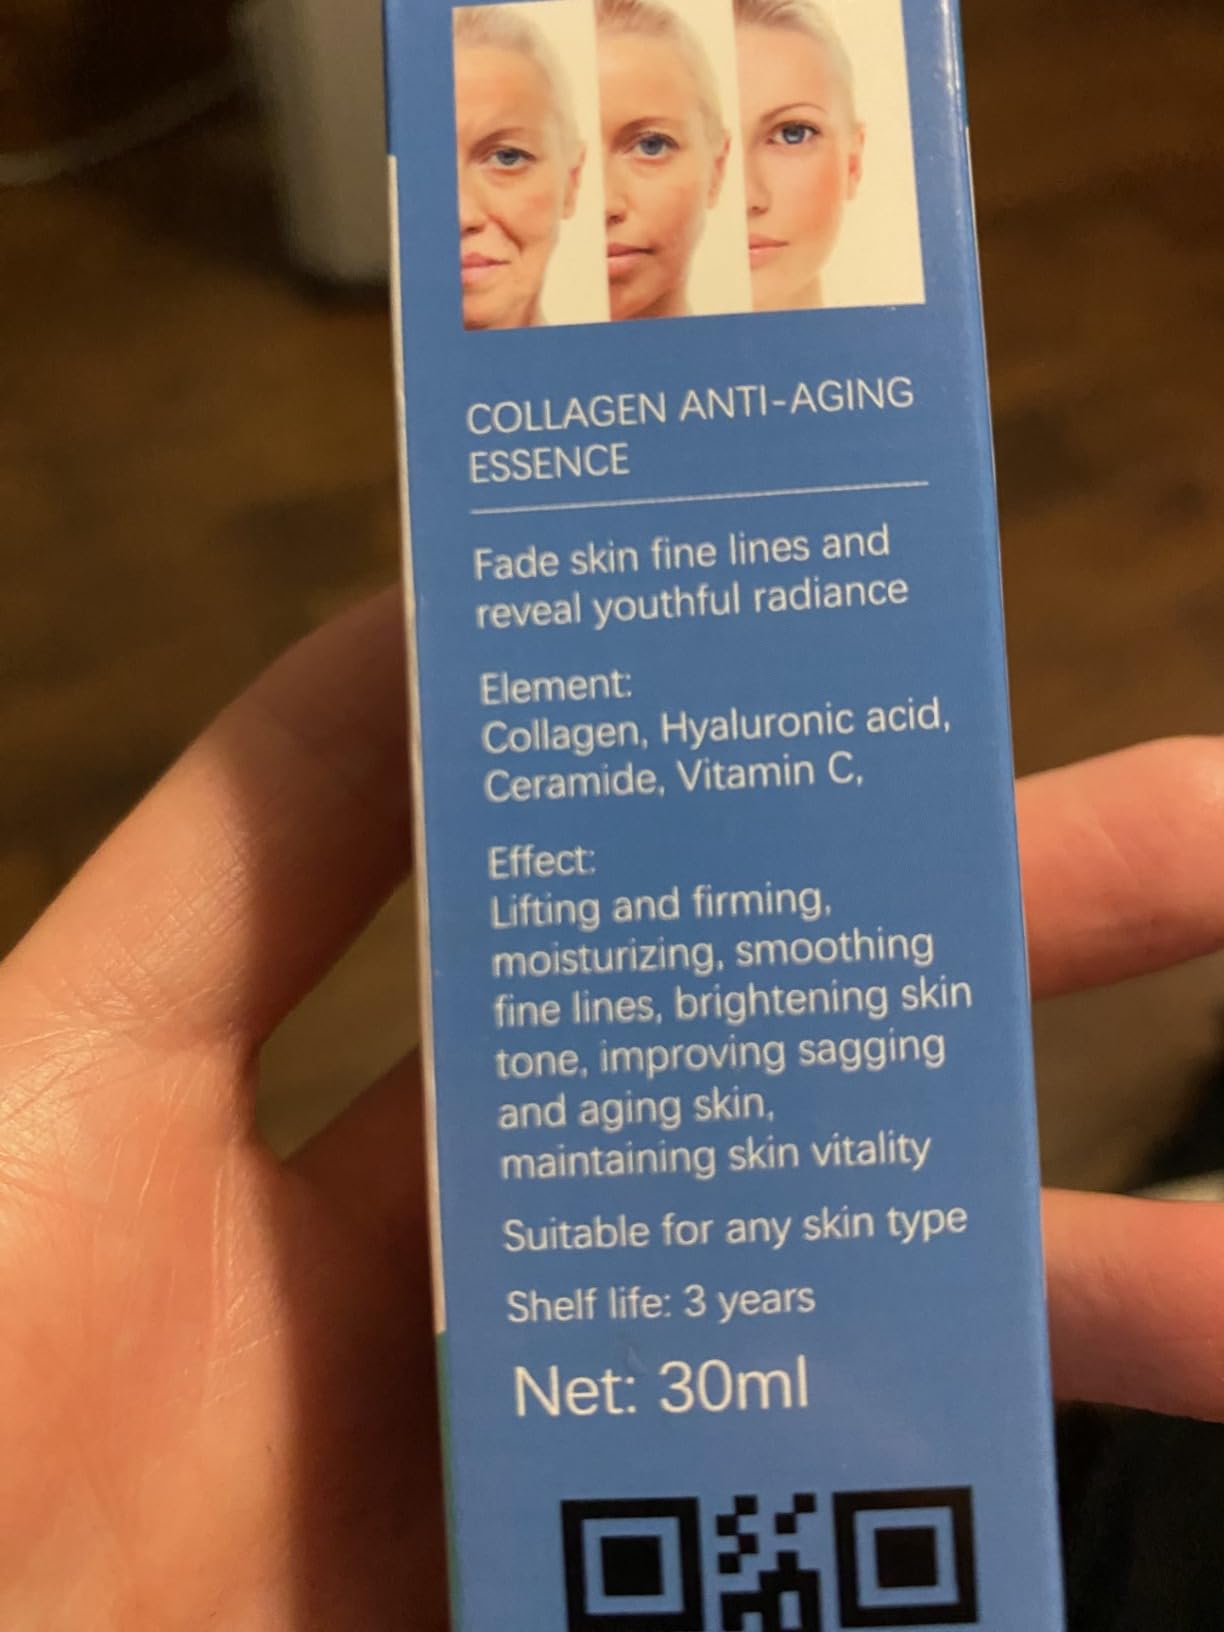 COLLAGEN ANTI-AGING
ESSENCE
Fade skin fine lines and
reveal youthful radiance
Element:
Collagen, Hyaluronic acid,
Ceramide, Vitamin C,
Effect:
Lifting and firming,
moisturizing, smoothing
fine lines, brightening skin
tone, improving sagging
and aging skin,
maintaining skin vitality
Suitable for any skin type
Shelf life: 3 years
Net: 30ml